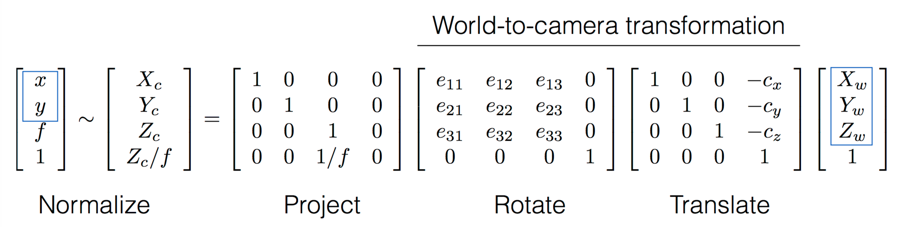 World-to-camera transformation
[ x ] ~ [ X_c ] = [ 1 0 0 0 ] [ e_11 e_12 e_13 0 ] [ 1 0 0 -c_x ] [ X_w ]
[ y ] [ Y_c ] [ 0 1 0 0 ] [ e_21 e_22 e_23 0 ] [ 0 1 0 -c_y ] [ Y_w ]
[ f ] [ Z_c ] [ 0 0 1 0 ] [ e_31 e_32 e_33 0 ] [ 0 0 1 -c_z ] [ Z_w ]
[ 1 ] [ Z_c/f ] [ 0 0 1/f 0 ] [ 0 0 0 1 ] [ 0 0 0 1 ] [ 1 ]
Normalize Project Rotate Translate